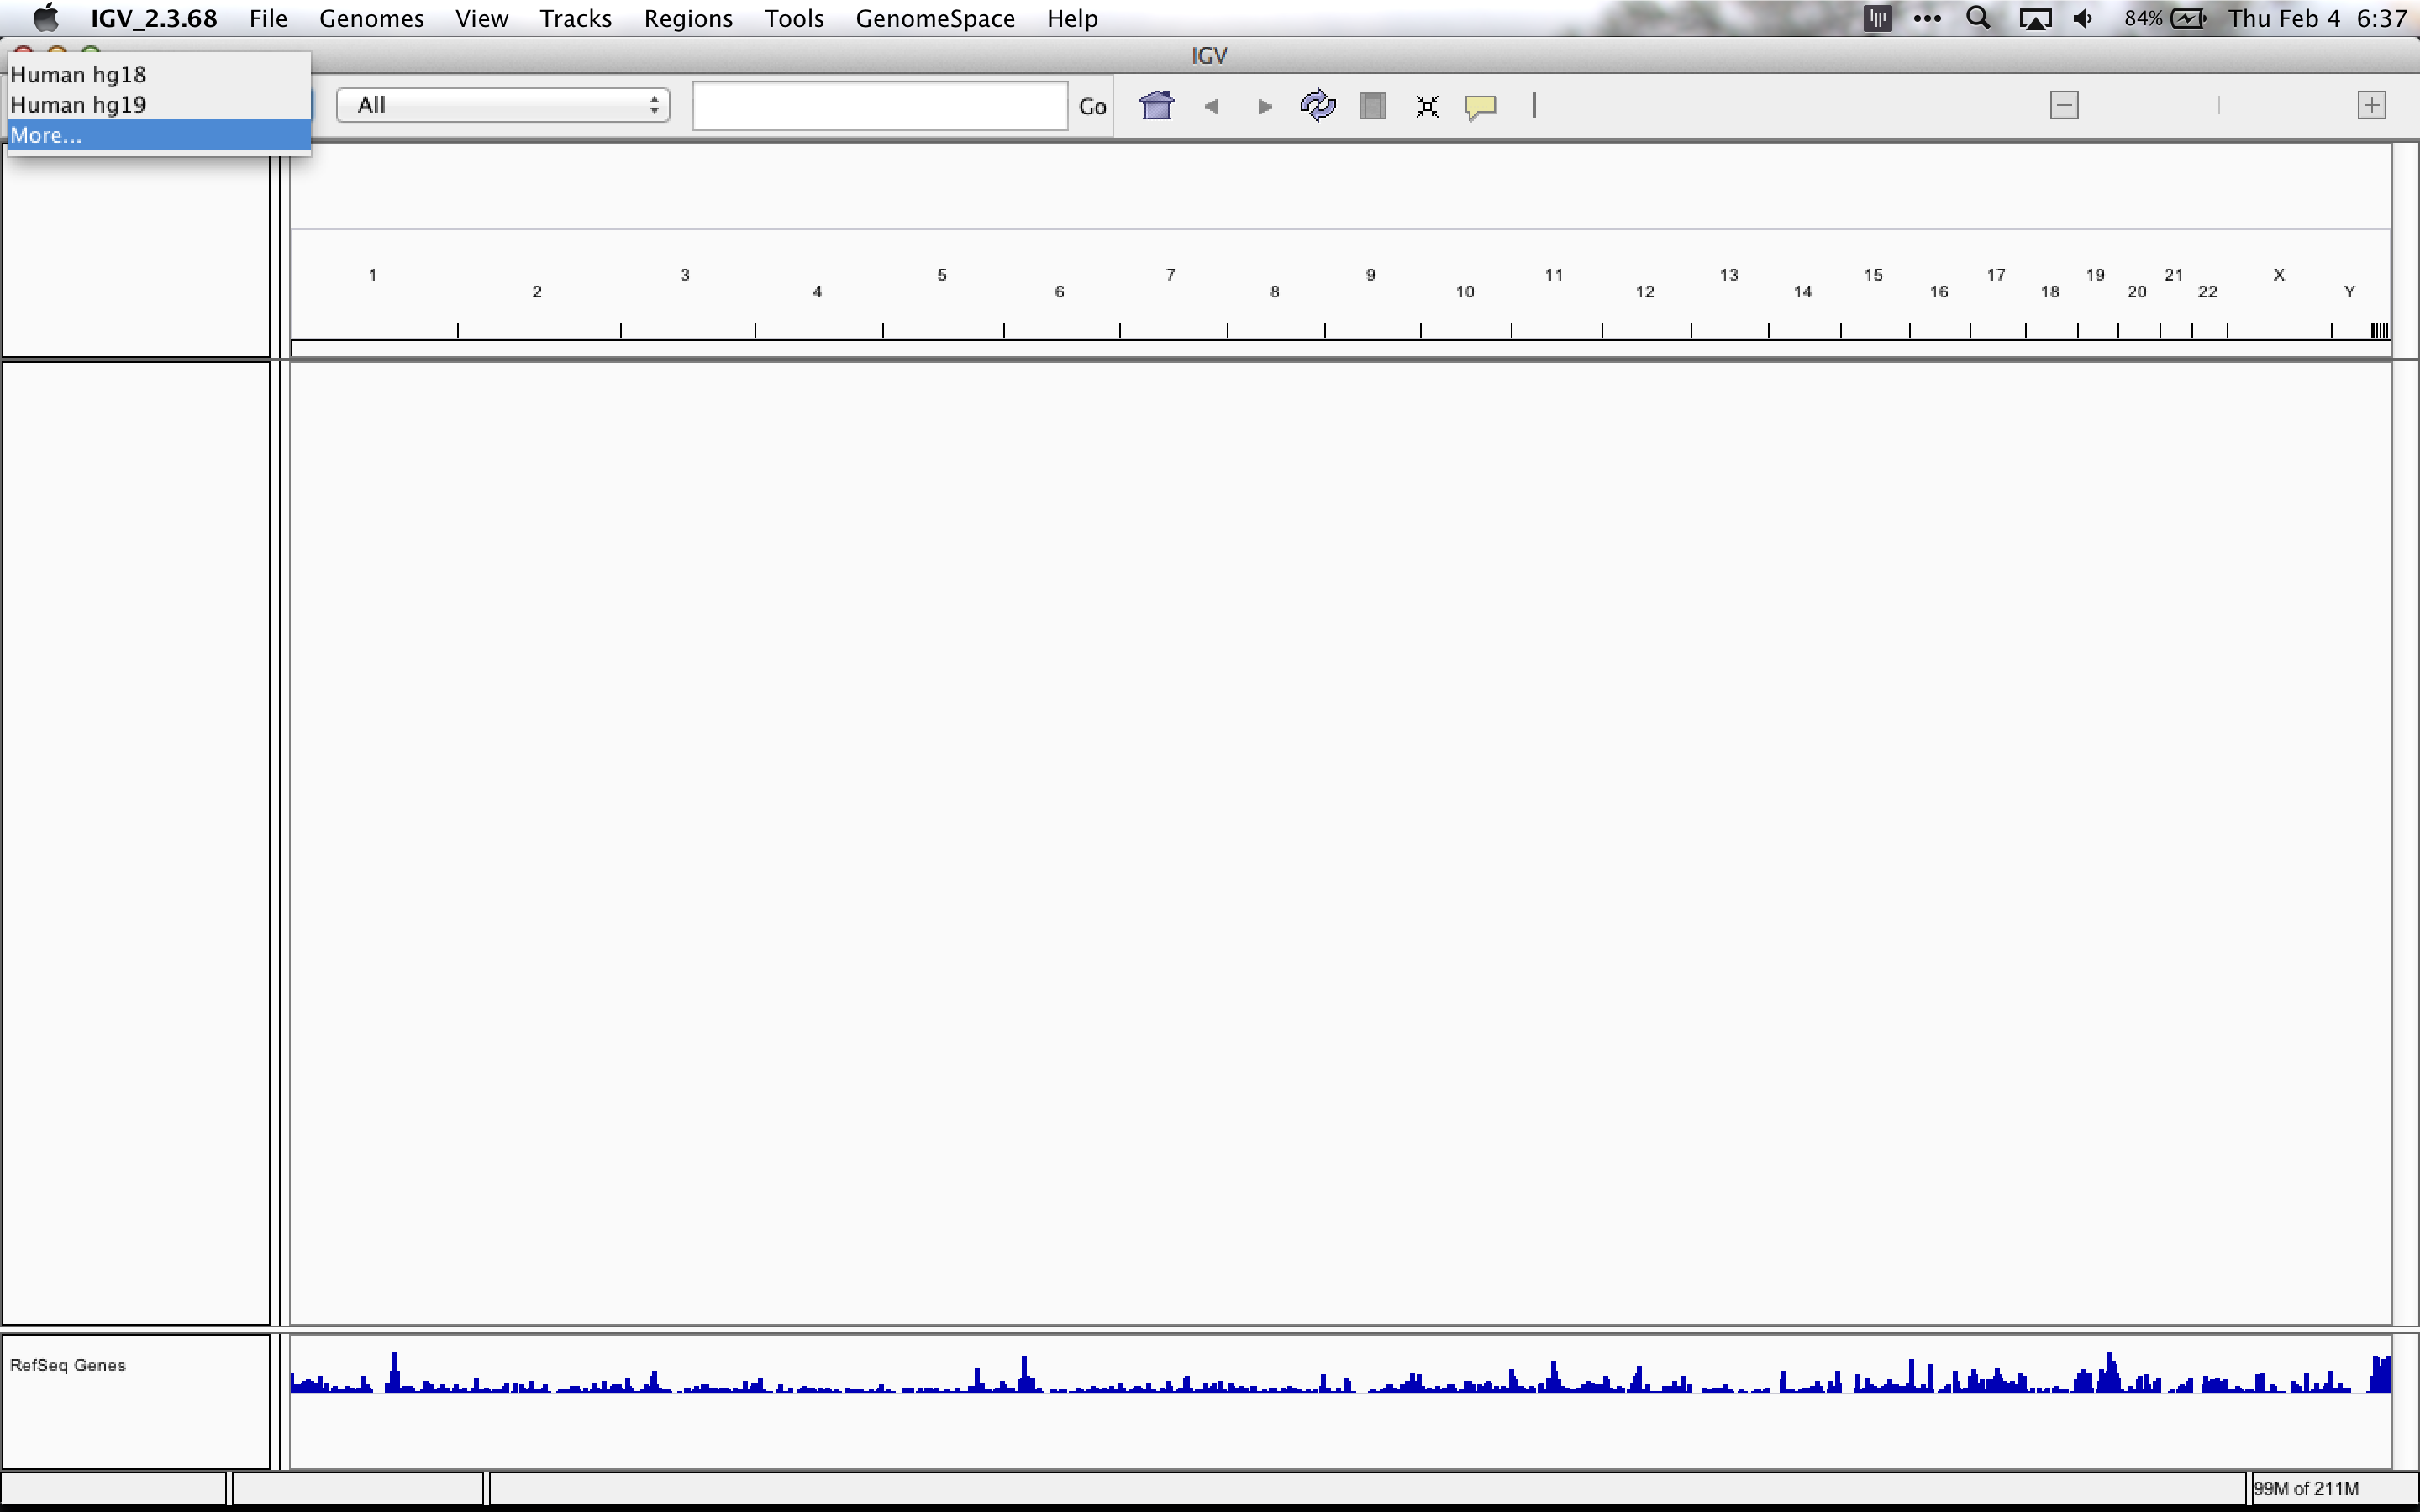 IGV_2.3.68 File Genomes View Tracks Regions Tools GenomeSpace Help 84% Thu Feb 4 6:37
IGV
Human hg18
Human hg19
More...
All Go
1 3 5 7 9 11 13 15 17 19 21 X
2 4 6 8 10 12 14 16 18 20 22 Y
RefSeq Genes
99M of 211M